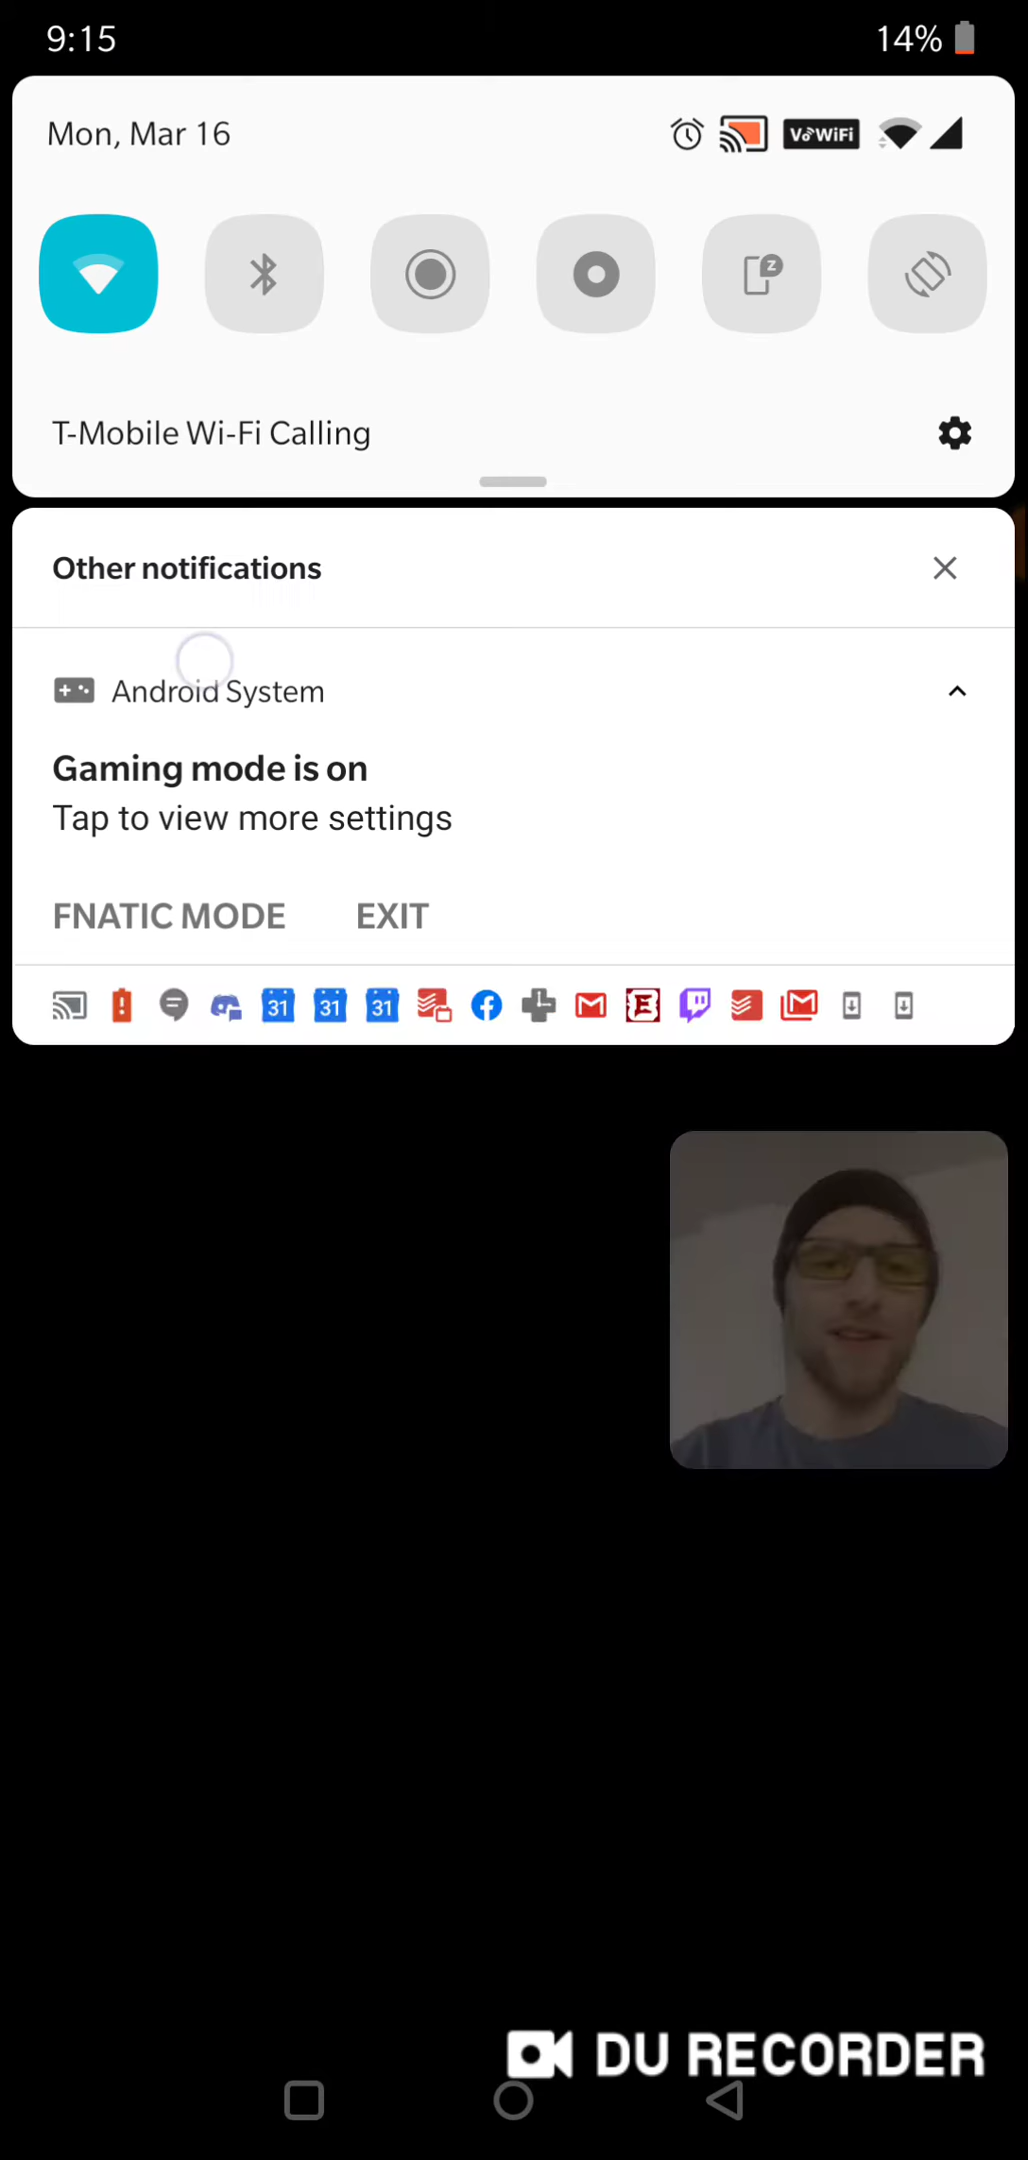 9:15
14%
Mon, Mar 16
VoWiFi
T-Mobile Wi-Fi Calling
Other notifications
Android System
Gaming mode is on
Tap to view more settings
FNATIC MODE EXIT
31 31 31
DU RECORDER